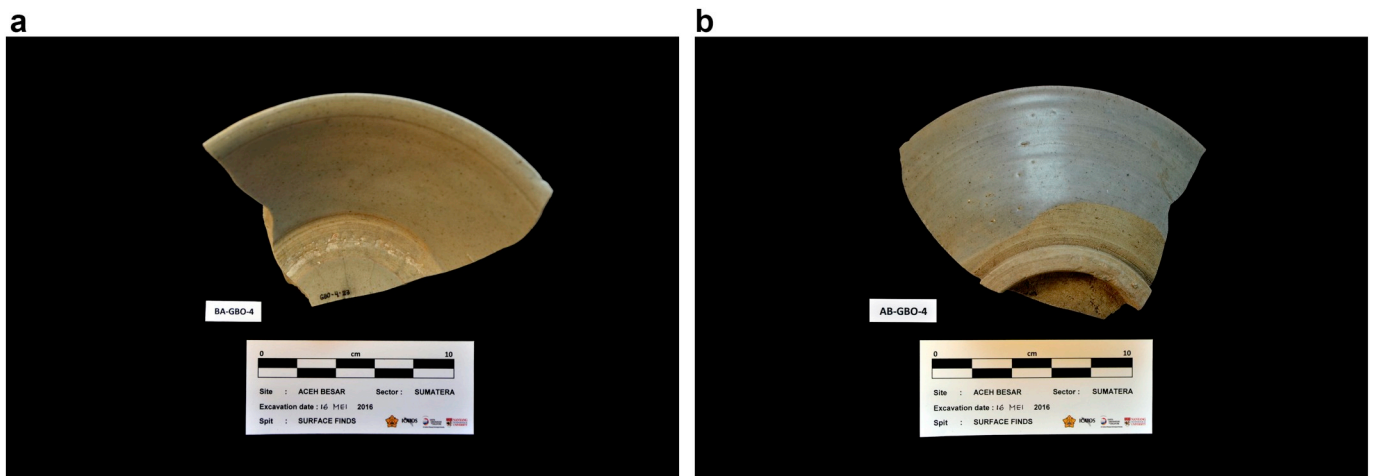 a
b
BA-GBO-4
0 cm 10
Site : ACEH BESAR Sector : SUMATERA
Excavation date : 16 MEI 2016
Spit : SURFACE FINDS
AB-GBO-4
0 cm 10
Site : ACEH BESAR Sector : SUMATERA
Excavation date : 16 MEI 2016
Spit : SURFACE FINDS